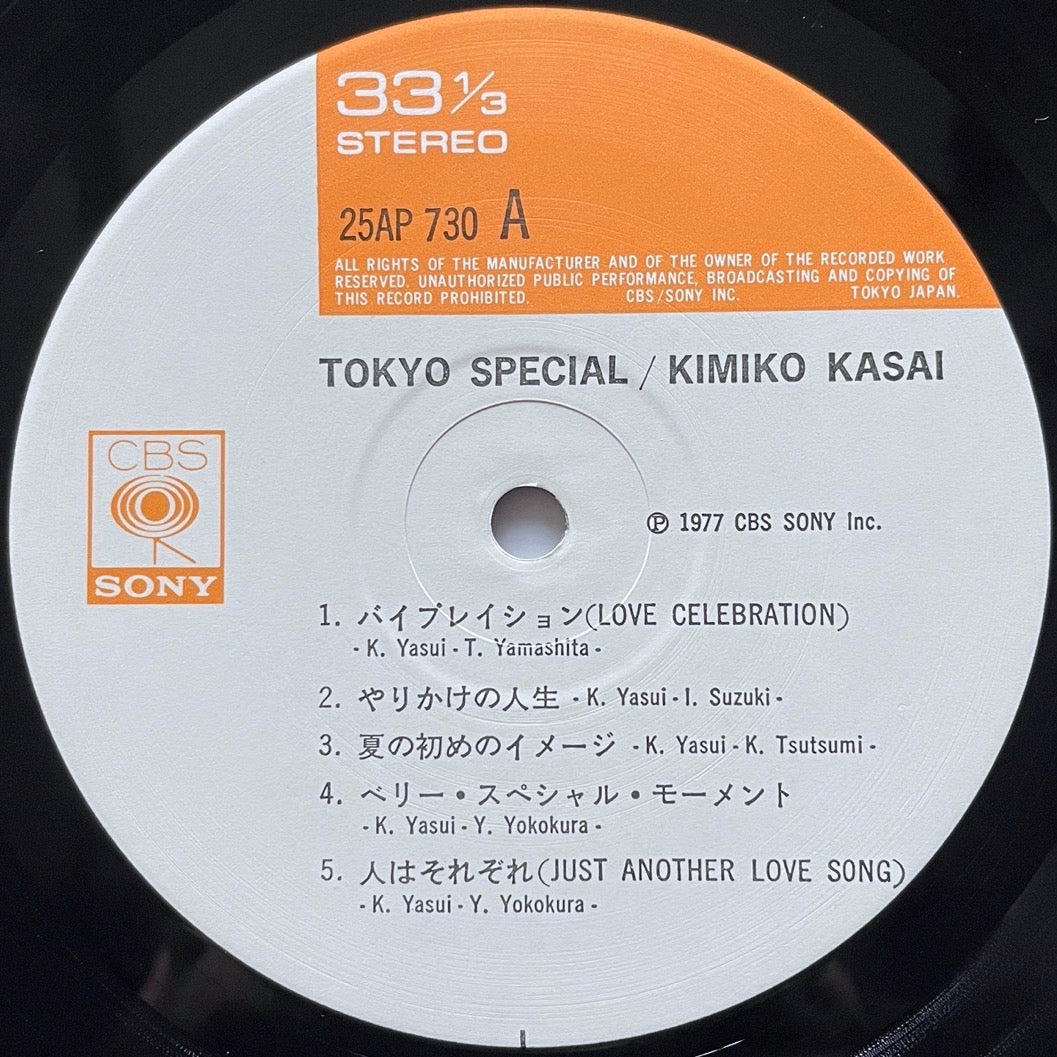 33 1/3
STEREO
25AP 730 A
ALL RIGHTS OF THE MANUFACTURER AND OF THE OWNER OF THE RECORDED WORK
RESERVED. UNAUTHORIZED PUBLIC PERFORMANCE, BROADCASTING AND COPYING OF
THIS RECORD PROHIBITED. CBS/SONY INC. TOKYO JAPAN.
TOKYO SPECIAL / KIMIKO KASAI
CBS
SONY
Ⓟ 1977 CBS SONY Inc.
1. バイブレイション(LOVE CELEBRATION)
- K. Yasui - T. Yamashita -
2. やりかけの人生 - K. Yasui - I. Suzuki -
3. 夏の初めのイメージ - K. Yasui - K. Tsutsumi -
4. ベリー・スペシャル・モーメント
- K. Yasui - Y. Yokokura -
5. 人はそれぞれ(JUST ANOTHER LOVE SONG)
- K. Yasui - Y. Yokokura -